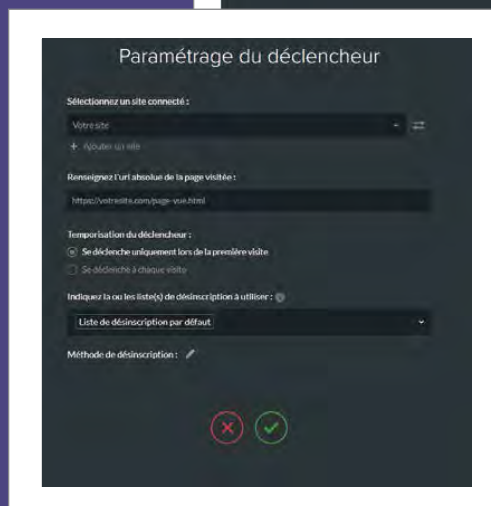 Paramétrage du déclencheur
Sélectionnez un site connecté :
Votre site
+ Ajouter un site
Renseignez l'url absolue de la page visitée :
https://votresite.com/page-vue.html
Temporisation du déclencheur :
Se déclenche uniquement lors de la première visite
Se déclenche à chaque visite
Indiquez la ou les liste(s) de désinscription à utiliser :
Liste de désinscription par défaut
Méthode de désinscription :